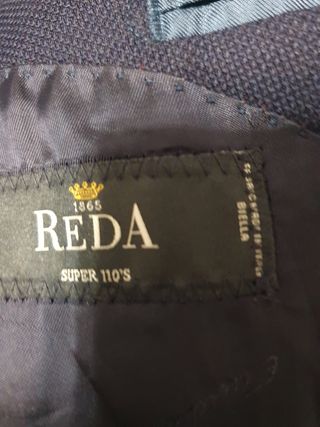 1865
REDA
SUPER 110'S
BIELLA